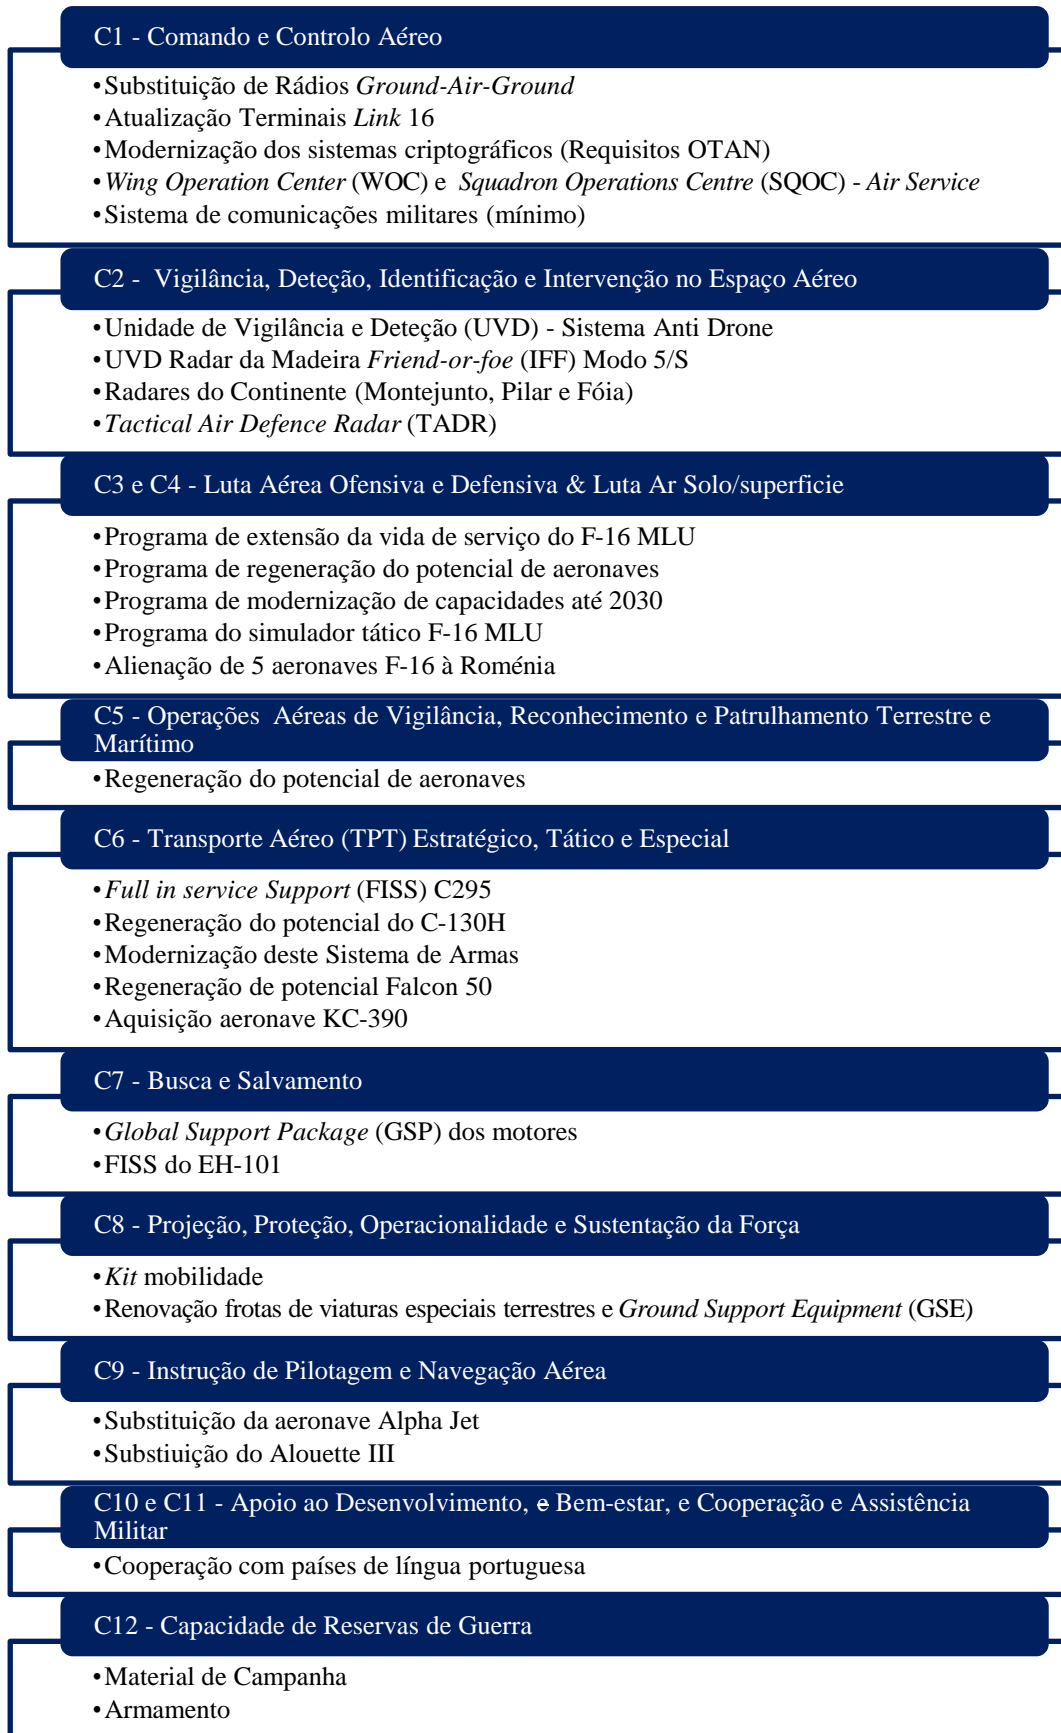 C1 - Comando e Controlo Aéreo
•Substituição de Rádios Ground-Air-Ground
•Atualização Terminais Link 16
•Modernização dos sistemas criptográficos (Requisitos OTAN)
•Wing Operation Center (WOC) e Squadron Operations Centre (SQOC) - Air Service
•Sistema de comunicações militares (mínimo)
C2 - Vigilância, Deteção, Identificação e Intervenção no Espaço Aéreo
•Unidade de Vigilância e Deteção (UVD) - Sistema Anti Drone
•UVD Radar da Madeira Friend-or-foe (IFF) Modo 5/S
•Radares do Continente (Montejunto, Pilar e Fóia)
•Tactical Air Defence Radar (TADR)
C3 e C4 - Luta Aérea Ofensiva e Defensiva & Luta Ar Solo/superficie
•Programa de extensão da vida de serviço do F-16 MLU
•Programa de regeneração do potencial de aeronaves
•Programa de modernização de capacidades até 2030
•Programa do simulador tático F-16 MLU
•Alienação de 5 aeronaves F-16 à Roménia
C5 - Operações Aéreas de Vigilância, Reconhecimento e Patrulhamento Terrestre e
Marítimo
•Regeneração do potencial de aeronaves
C6 - Transporte Aéreo (TPT) Estratégico, Tático e Especial
•Full in service Support (FISS) C295
•Regeneração do potencial do C-130H
•Modernização deste Sistema de Armas
•Regeneração de potencial Falcon 50
•Aquisição aeronave KC-390
C7 - Busca e Salvamento
•Global Support Package (GSP) dos motores
•FISS do EH-101
C8 - Projeção, Proteção, Operacionalidade e Sustentação da Força
•Kit mobilidade
•Renovação frotas de viaturas especiais terrestres e Ground Support Equipment (GSE)
C9 - Instrução de Pilotagem e Navegação Aérea
•Substituição da aeronave Alpha Jet
•Substiuição do Alouette III
C10 e C11 - Apoio ao Desenvolvimento, e Bem-estar, e Cooperação e Assistência
Militar
•Cooperação com países de língua portuguesa
C12 - Capacidade de Reservas de Guerra
•Material de Campanha
•Armamento